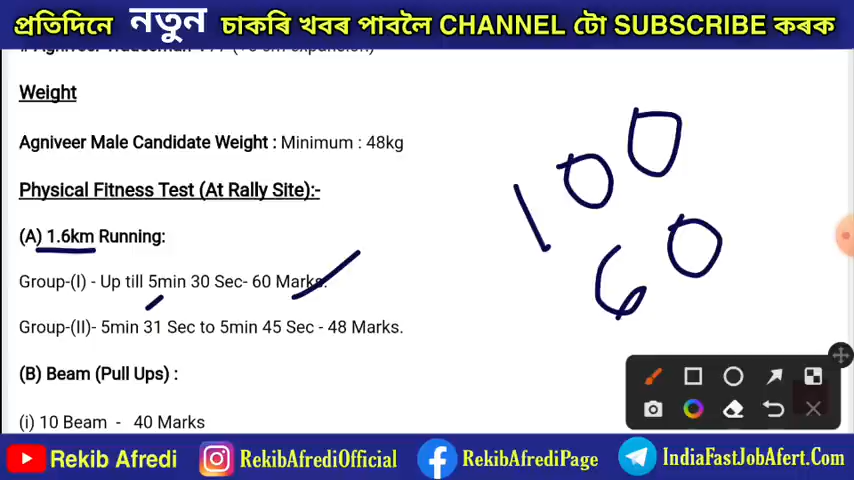 প্ৰতিদিনে নতুন চাকৰি খবৰ পাবলৈ CHANNEL টো SUBSCRIBE কৰক
Weight
Agniveer Male Candidate Weight : Minimum : 48kg
Physical Fitness Test (At Rally Site):-
(A) 1.6km Running:
Group-(I) - Up till 5min 30 Sec- 60 Marks.
Group-(II)- 5min 31 Sec to 5min 45 Sec - 48 Marks.
(B) Beam (Pull Ups) :
(i) 10 Beam - 40 Marks
100
60
Rekib Afredi RekibAfrediOfficial RekibAfrediPage IndiaFastJobAfert.Com